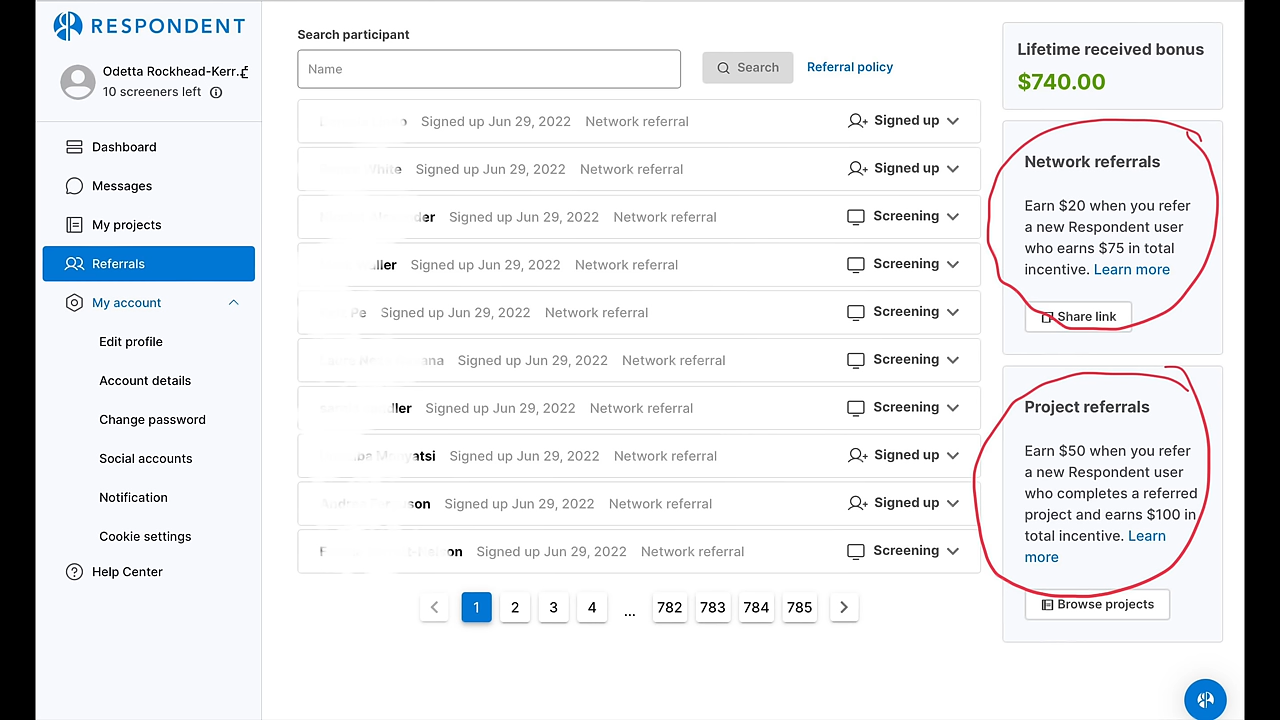 RESPONDENT
Odetta Rockhead-Kerr..
10 screeners left
Dashboard
Messages
My projects
Referrals
My account
Edit profile
Account details
Change password
Social accounts
Notification
Cookie settings
Help Center
Search participant
Name
Search
Referral policy
Signed up Jun 29, 2022 Network referral Signed up
White Signed up Jun 29, 2022 Network referral Signed up
Signed up Jun 29, 2022 Network referral Screening
Signed up Jun 29, 2022 Network referral Screening
Pe Signed up Jun 29, 2022 Network referral Screening
Signed up Jun 29, 2022 Network referral Screening
Signed up Jun 29, 2022 Network referral Screening
Signed up Jun 29, 2022 Network referral Signed up
Signed up Jun 29, 2022 Network referral Signed up
Signed up Jun 29, 2022 Network referral Screening
1 2 3 4 ... 782 783 784 785
Lifetime received bonus
$740.00
Network referrals
Earn $20 when you refer
a new Respondent user
who earns $75 in total
incentive. Learn more
Share link
Project referrals
Earn $50 when you refer
a new Respondent user
who completes a referred
project and earns $100 in
total incentive. Learn
more
Browse projects